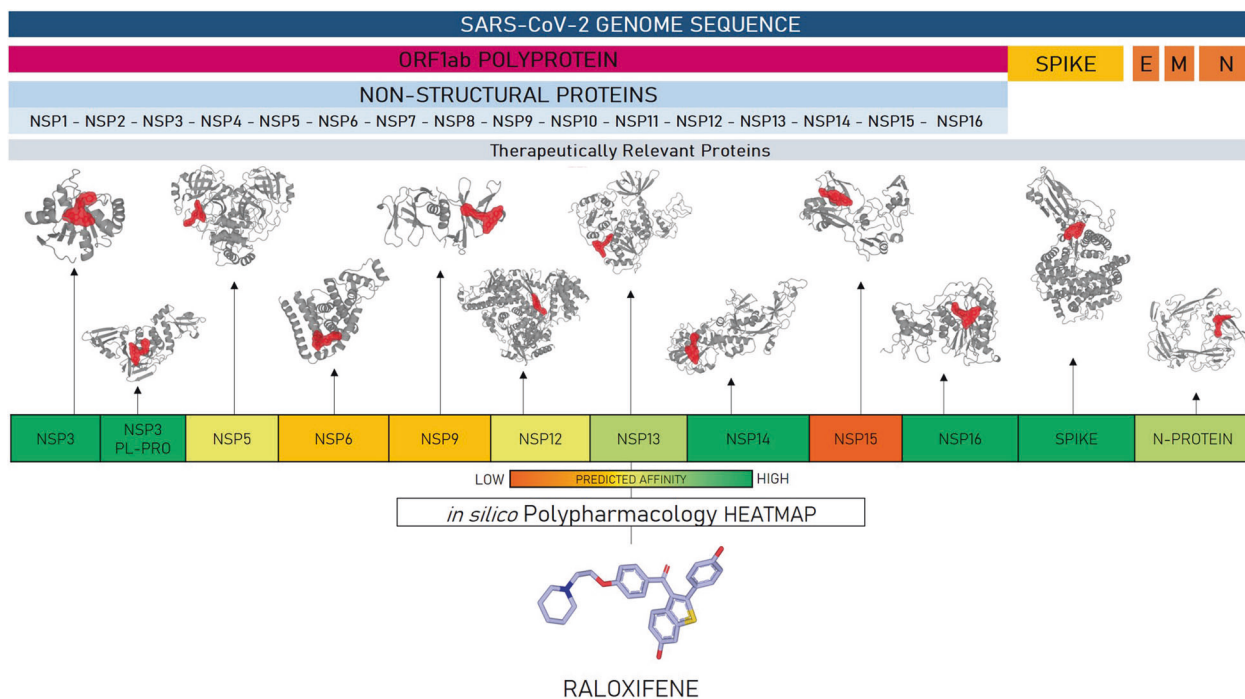 SARS-CoV-2 GENOME SEQUENCE
ORF1ab POLYPROTEIN
SPIKE
E
M
N
NON-STRUCTURAL PROTEINS
NSP1 - NSP2 - NSP3 - NSP4 - NSP5 - NSP6 - NSP7 - NSP8 - NSP9 - NSP10 - NSP11 - NSP12 - NSP13 - NSP14 - NSP15 - NSP16
Therapeutically Relevant Proteins
NSP3
NSP3
PL-PRO
NSP5
NSP6
NSP9
NSP12
NSP13
NSP14
NSP15
NSP16
SPIKE
N-PROTEIN
LOW
PREDICTED AFFINITY
HIGH
in silico Polypharmacology HEATMAP
RALOXIFENE